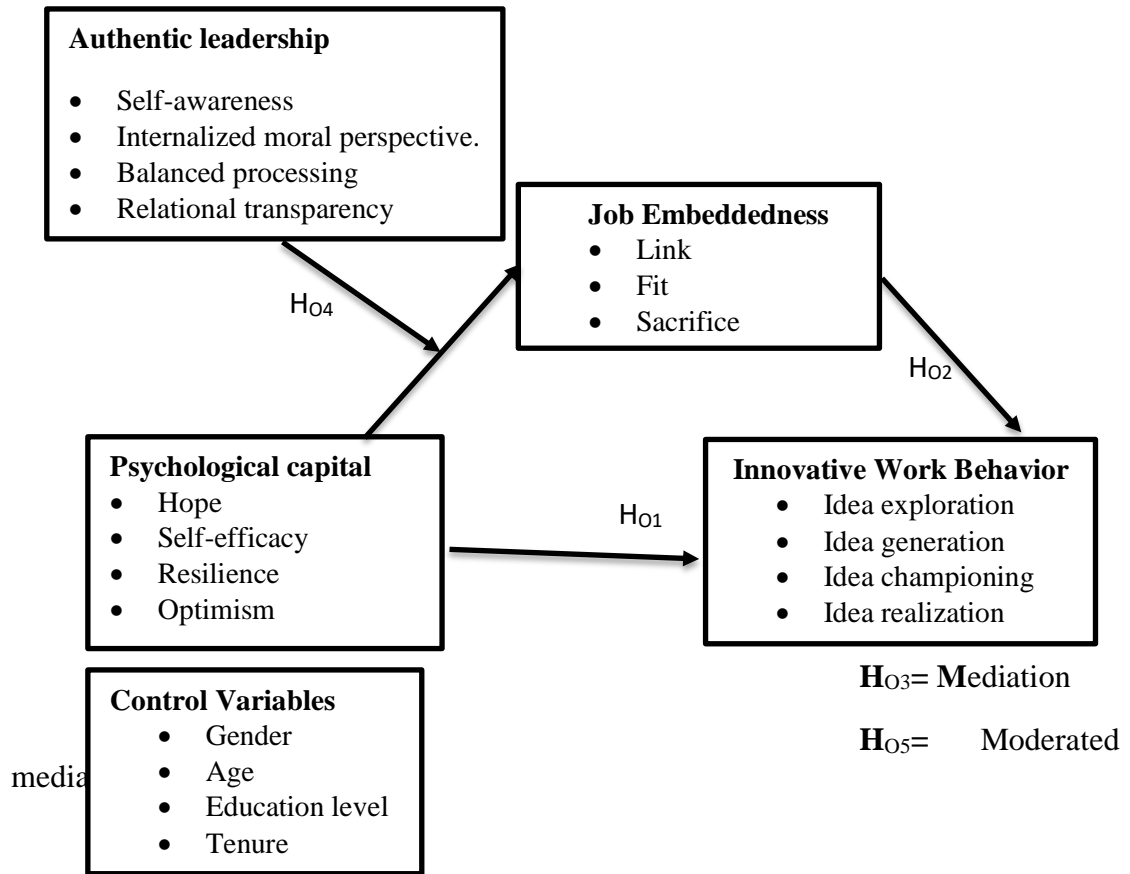 Authentic leadership
• Self-awareness
• Internalized moral perspective.
• Balanced processing
• Relational transparency
Job Embeddedness
• Link
• Fit
• Sacrifice
HO4
HO2
Psychological capital
• Hope
• Self-efficacy
• Resilience
• Optimism
HO1
Innovative Work Behavior
• Idea exploration
• Idea generation
• Idea championing
• Idea realization
HO3= Mediation
HO5= Moderated
media
Control Variables
• Gender
• Age
• Education level
• Tenure